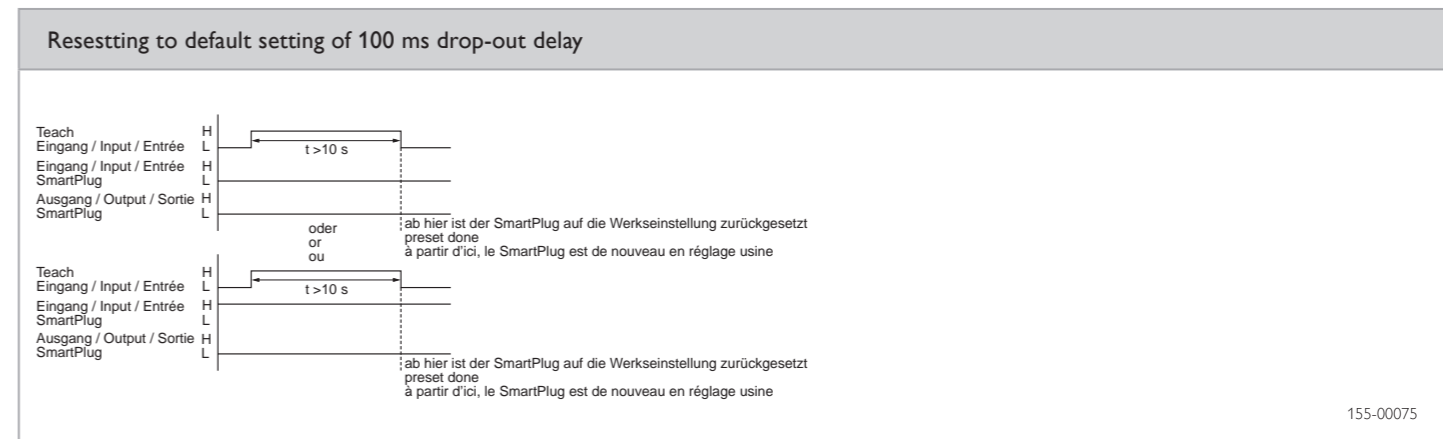 Resestting to default setting of 100 ms drop-out delay
Teach H
Eingang / Input / Entrée L
t >10 s
Eingang / Input / Entrée H
SmartPlug L
Ausgang / Output / Sortie H
SmartPlug L
oder
or
ou
ab hier ist der SmartPlug auf die Werkseinstellung zurückgesetzt
preset done
à partir d'ici, le SmartPlug est de nouveau en réglage usine
Teach H
Eingang / Input / Entrée L
t >10 s
Eingang / Input / Entrée H
SmartPlug L
Ausgang / Output / Sortie H
SmartPlug L
ab hier ist der SmartPlug auf die Werkseinstellung zurückgesetzt
preset done
à partir d'ici, le SmartPlug est de nouveau en réglage usine
155-00075